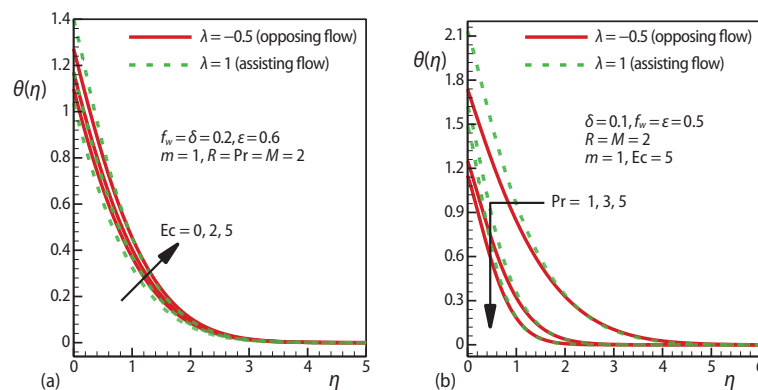 1.4
1.2
1
0.8
0.6
0.4
0.2
0
θ(η)
λ = −0.5 (opposing flow)
λ = 1 (assisting flow)
f_w = δ = 0.2, ε = 0.6
m = 1, R = Pr = M = 2
Ec = 0, 2, 5
0 1 2 3 4 5
(a) η
2.1
1.8
1.5
1.2
0.9
0.6
0.3
0
θ(η)
λ = −0.5 (opposing flow)
λ = 1 (assisting flow)
δ = 0.1, f_w = ε = 0.5
R = M = 2
m = 1, Ec = 5
Pr = 1, 3, 5
0 1 2 3 4 5 6
(b) η